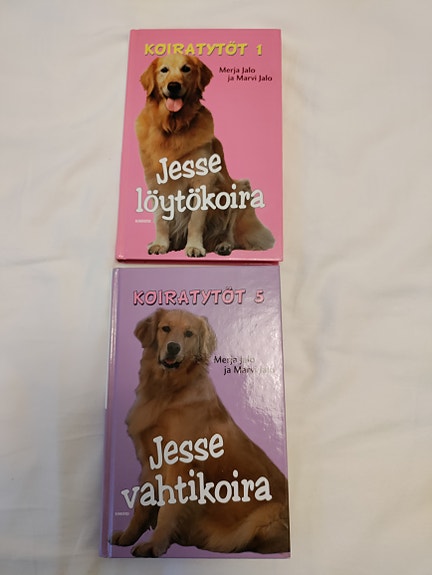 KOIRATYTÖT 1
Merja Jalo
ja Marvi Jalo
Jesse
löytökoira
KOIRATYTÖT 5
Merja Jalo
ja Marvi Jalo
Jesse
vahtikoira